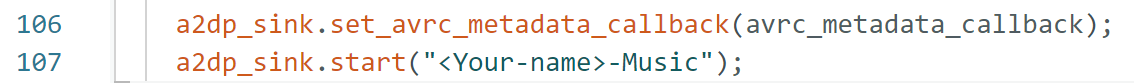 106 a2dp_sink.set_avrc_metadata_callback(avrc_metadata_callback);
107 a2dp_sink.start("<Your-name>-Music");